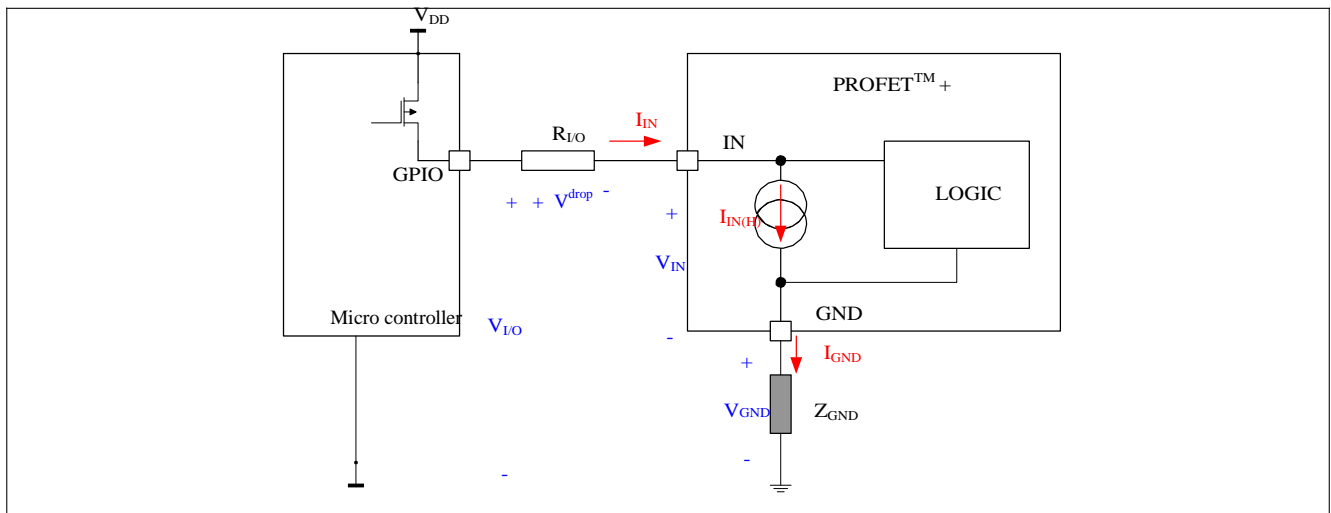 VDD
PROFET™ +
IIN
RI/O
IN
GPIO
LOGIC
+ + Vdrop -
IIN(H)
+
VIN
GND
Micro controller
VI/O
-
IGND
+
VGND
ZGND
-
-